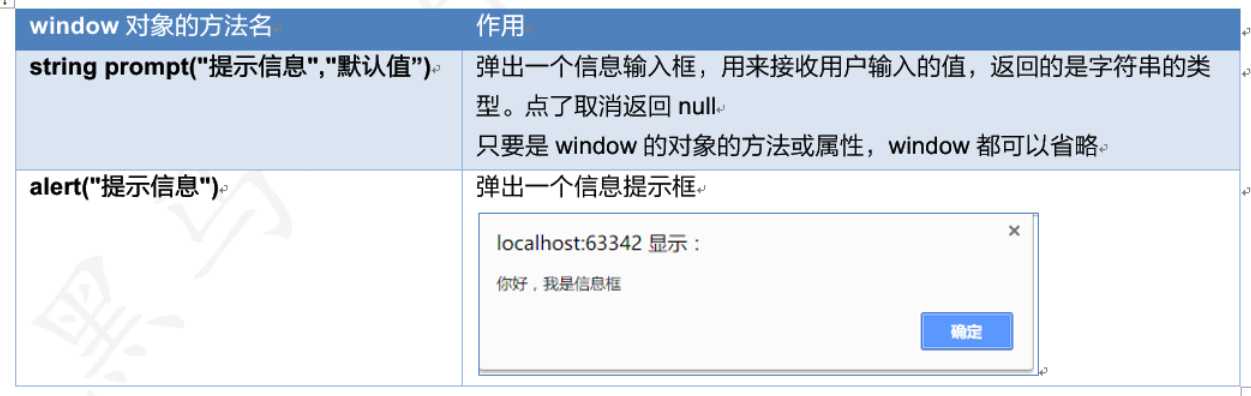 window 对象的方法名
作用
string prompt("提示信息","默认值”)
弹出一个信息输入框，用来接收用户输入的值，返回的是字符串的类
型。点了取消返回 null
只要是 window 的对象的方法或属性，window 都可以省略
alert("提示信息")
弹出一个信息提示框
localhost:63342 显示：
×
你好，我是信息框
确定
黑马